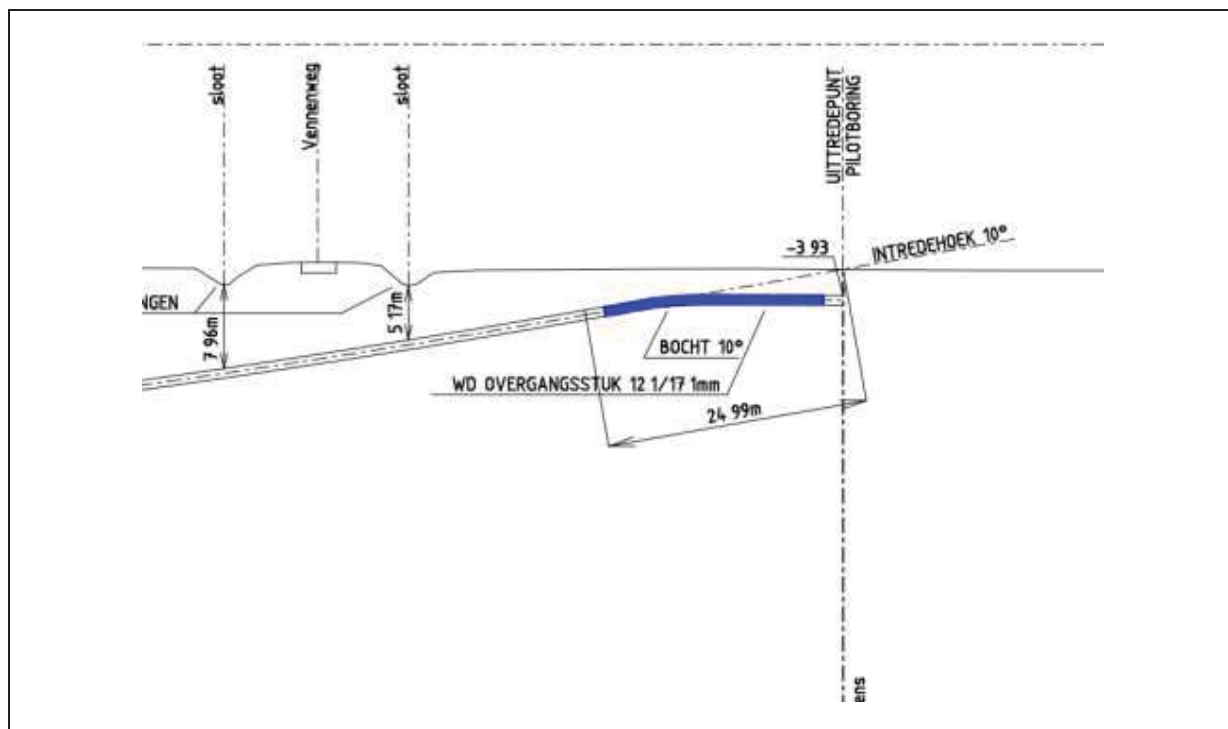 sloot
Vennenweg
sloot
UITTREDEPUNT
PILOTBORING
-3 93
INTREDEHOEK 10°
NGEN
7 96m
5 17m
BOCHT 10°
WD OVERGANGSSTUK 12 1/17 1mm
24 99m
ens